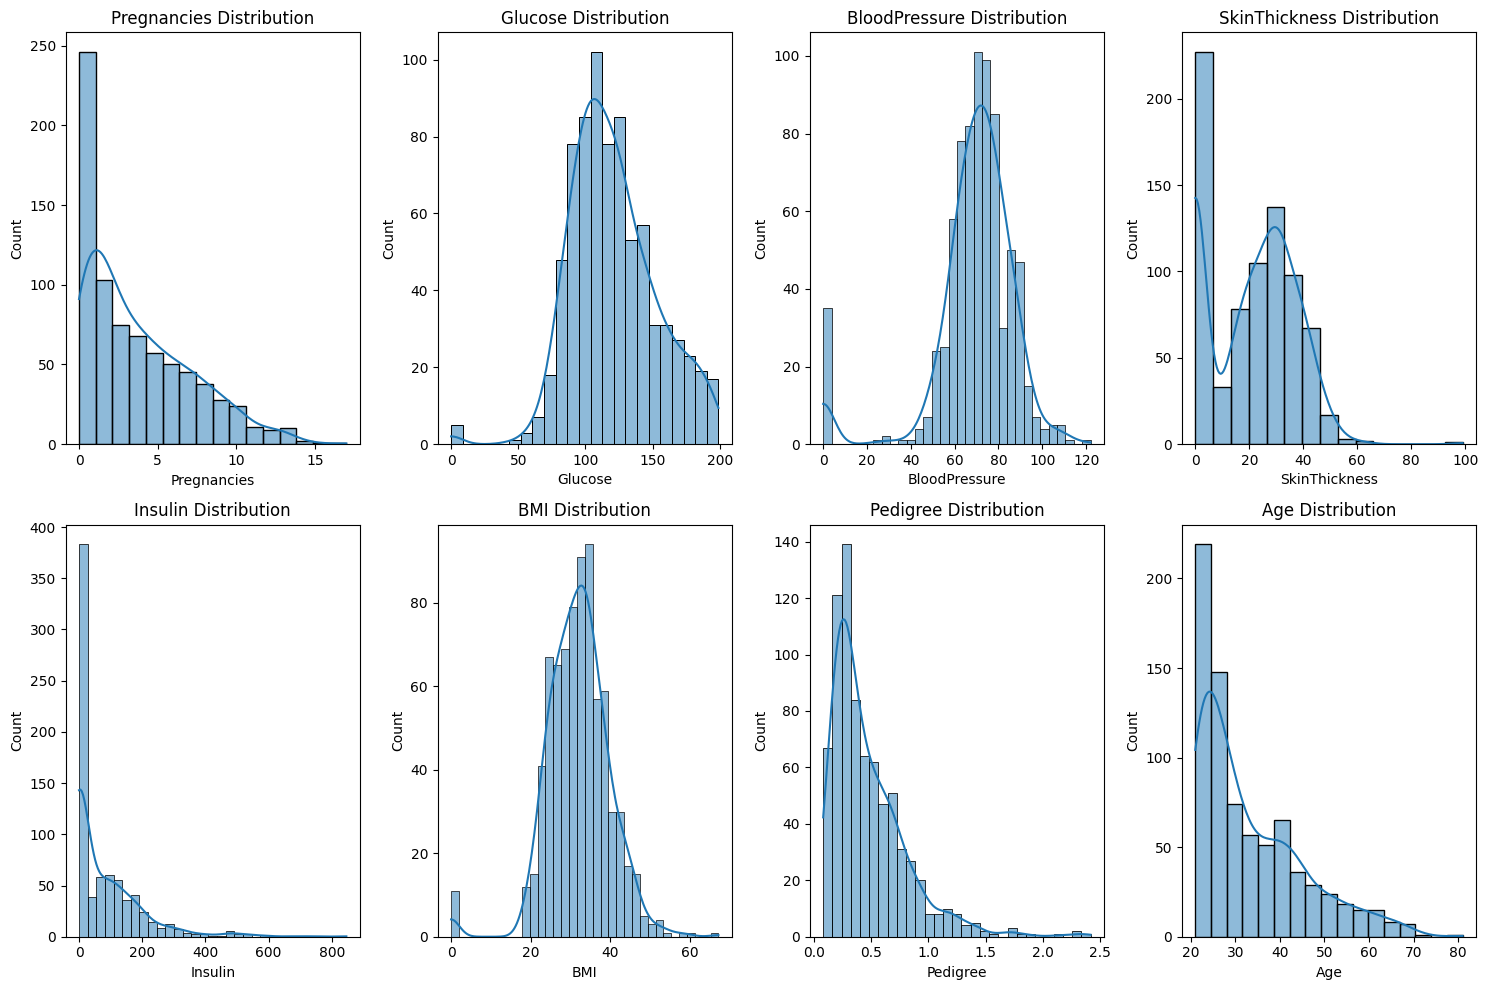 Pregnancies Distribution
250
200
150
100
50
0
Count
0 5 10 15
Pregnancies
Glucose Distribution
100
80
60
40
20
0
Count
0 50 100 150 200
Glucose
BloodPressure Distribution
100
80
60
40
20
0
Count
0 20 40 60 80 100 120
BloodPressure
SkinThickness Distribution
200
150
100
50
0
Count
0 20 40 60 80 100
SkinThickness
Insulin Distribution
400
350
300
250
200
150
100
50
0
Count
0 200 400 600 800
Insulin
BMI Distribution
80
60
40
20
0
Count
0 20 40 60
BMI
Pedigree Distribution
140
120
100
80
60
40
20
0
Count
0.0 0.5 1.0 1.5 2.0 2.5
Pedigree
Age Distribution
200
150
100
50
0
Count
20 30 40 50 60 70 80
Age